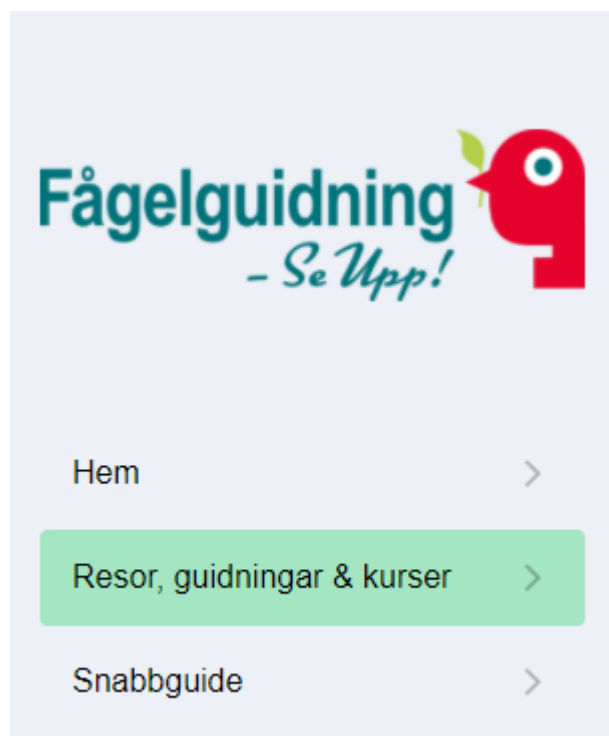 Fågelguidning
- Se Upp!
Hem
Resor, guidningar & kurser
Snabbguide